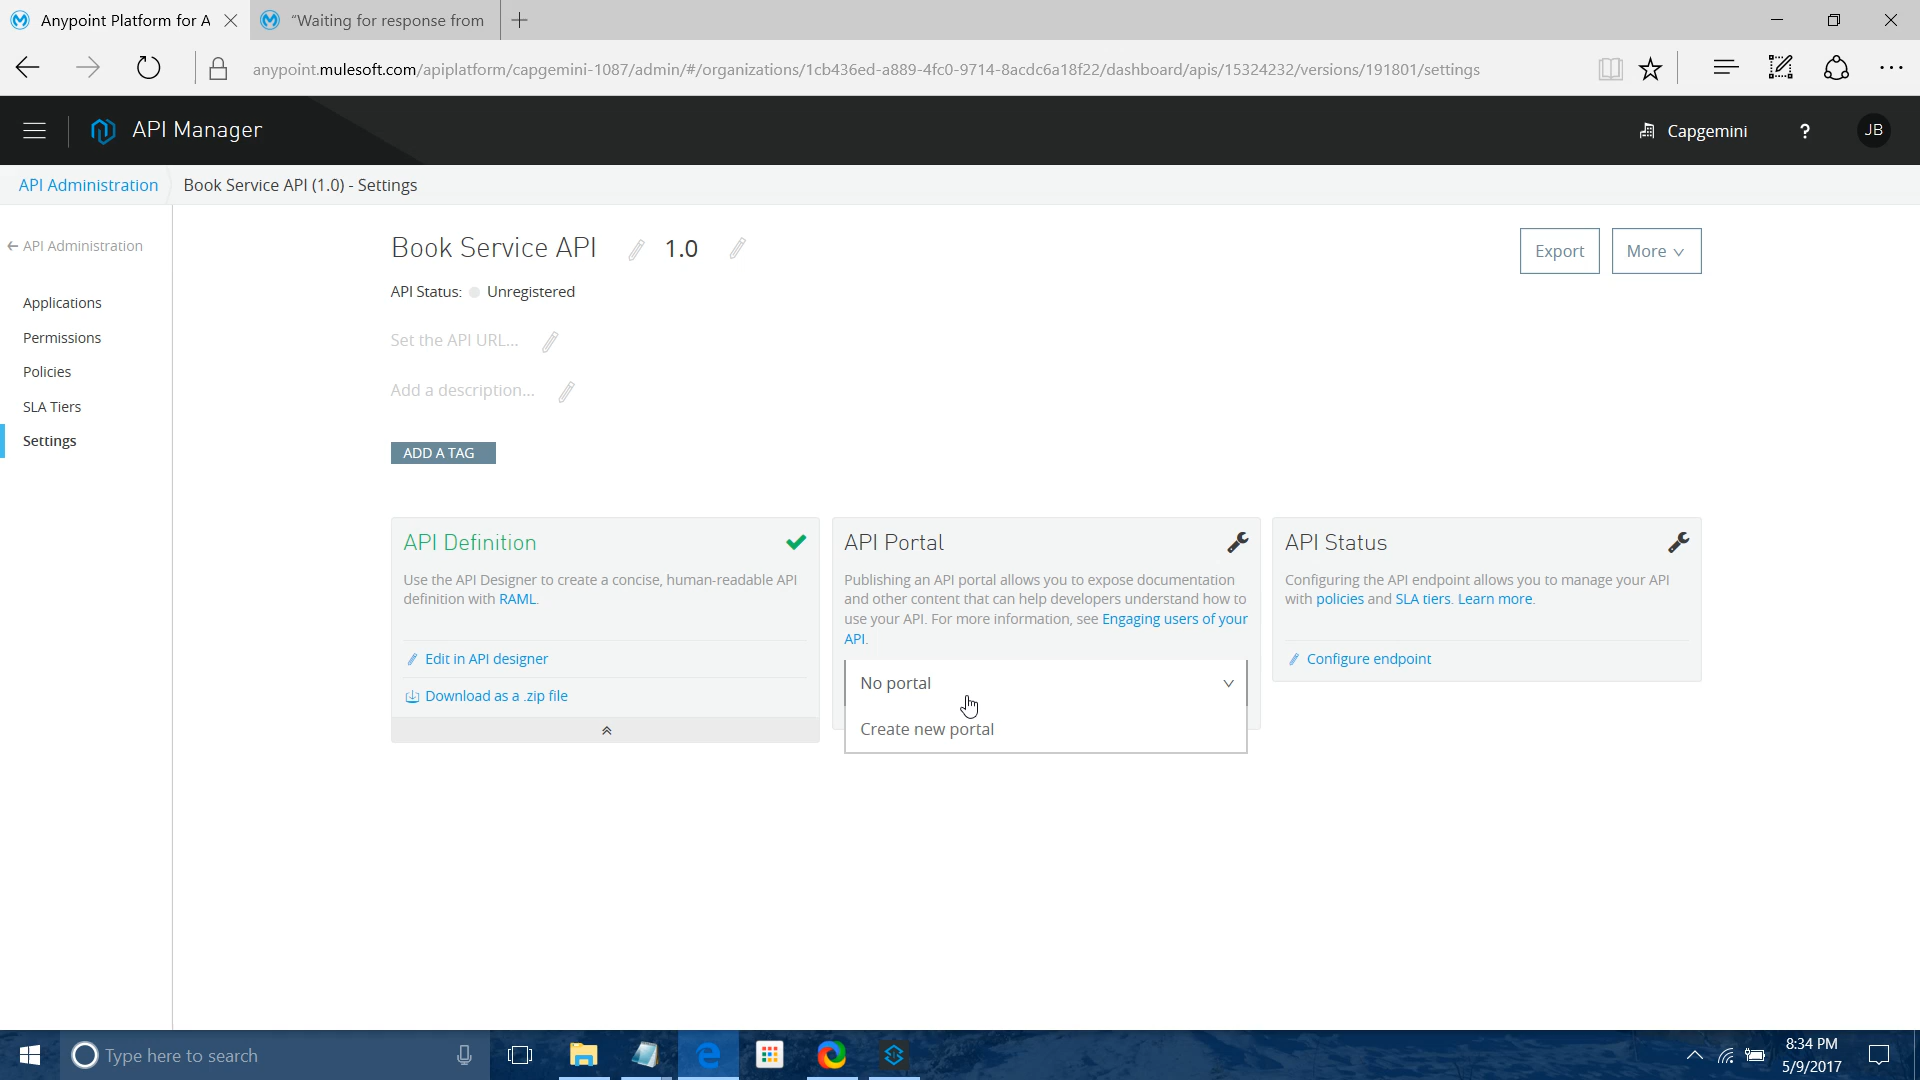 Anypoint Platform for A
"Waiting for response from
anypoint.mulesoft.com/apiplatform/capgemini-1087/admin/#/organizations/1cb436ed-a889-4fc0-9714-8acdc6a18f22/dashboard/apis/15324232/versions/191801/settings
API Manager
Capgemini
?
JB
API Administration
Book Service API (1.0) - Settings
API Administration
Applications
Permissions
Policies
SLA Tiers
Settings
Book Service API 1.0
Export
More
API Status: Unregistered
Set the API URL...
Add a description...
ADD A TAG
API Definition
Use the API Designer to create a concise, human-readable API
definition with RAML.
Edit in API designer
Download as a .zip file
API Portal
Publishing an API portal allows you to expose documentation
and other content that can help developers understand how to
use your API. For more information, see Engaging users of your
API.
No portal
Create new portal
API Status
Configuring the API endpoint allows you to manage your API
with policies and SLA tiers. Learn more.
Configure endpoint
Type here to search
8:34 PM
5/9/2017